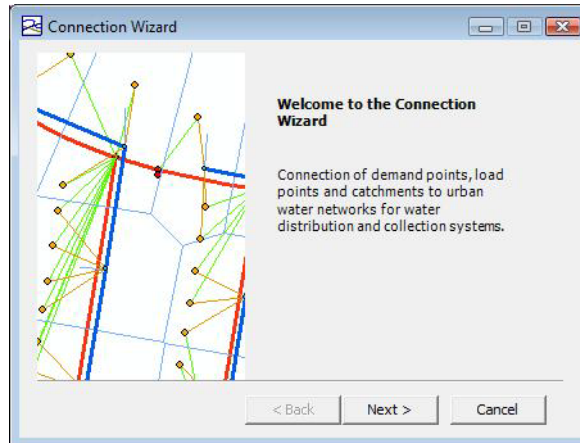 Connection Wizard
Welcome to the Connection
Wizard
Connection of demand points, load
points and catchments to urban
water networks for water
distribution and collection systems.
< Back
Next >
Cancel